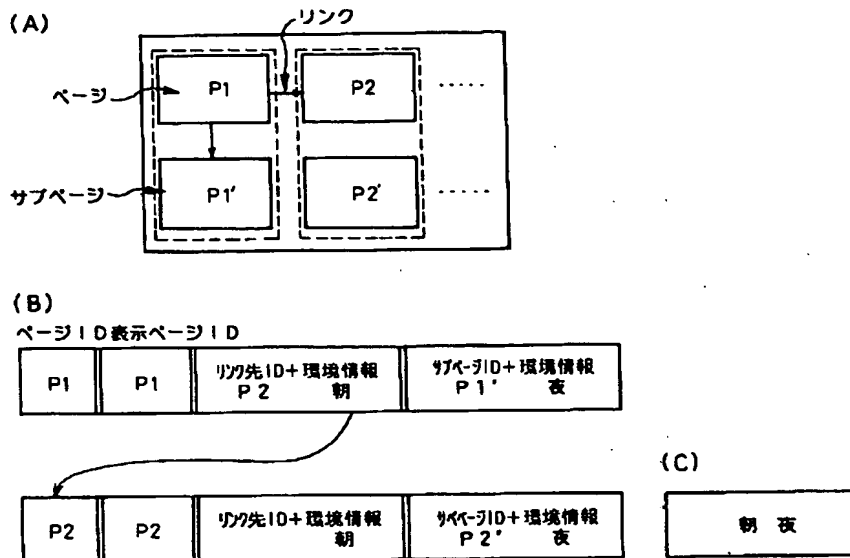 (A)
リンク
ページ
P1
P2
.....
サブページ
P1'
P2'
.....
(B)
ページID表示ページID
P1
P1
リンク先ID+環境情報
P2 朝
サブページID+環境情報
P1' 夜
(C)
P2
P2
リンク先ID+環境情報
朝
サベページID+環境情報
P2' 夜
朝 夜